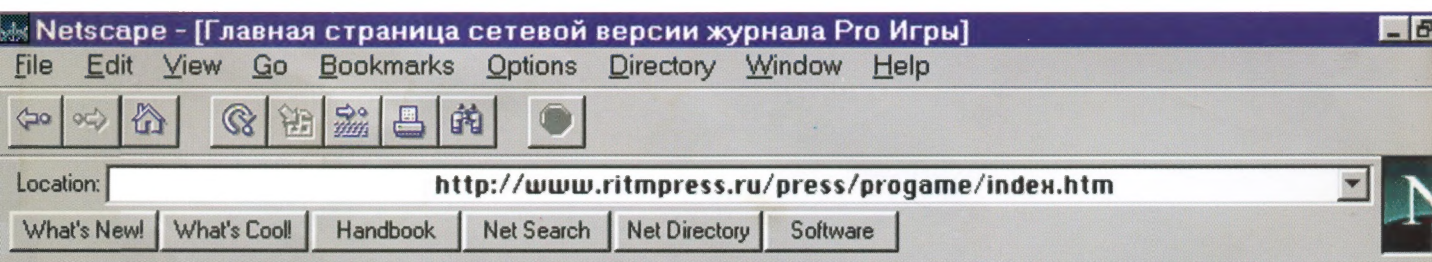 Netscape - [Главная страница сетевой версии журнала Pro Игры]
File Edit View Go Bookmarks Options Directory Window Help
Location: http://www.ritmpress.ru/press/progame/index.htm
N
What's New! What's Cool! Handbook Net Search Net Directory Software